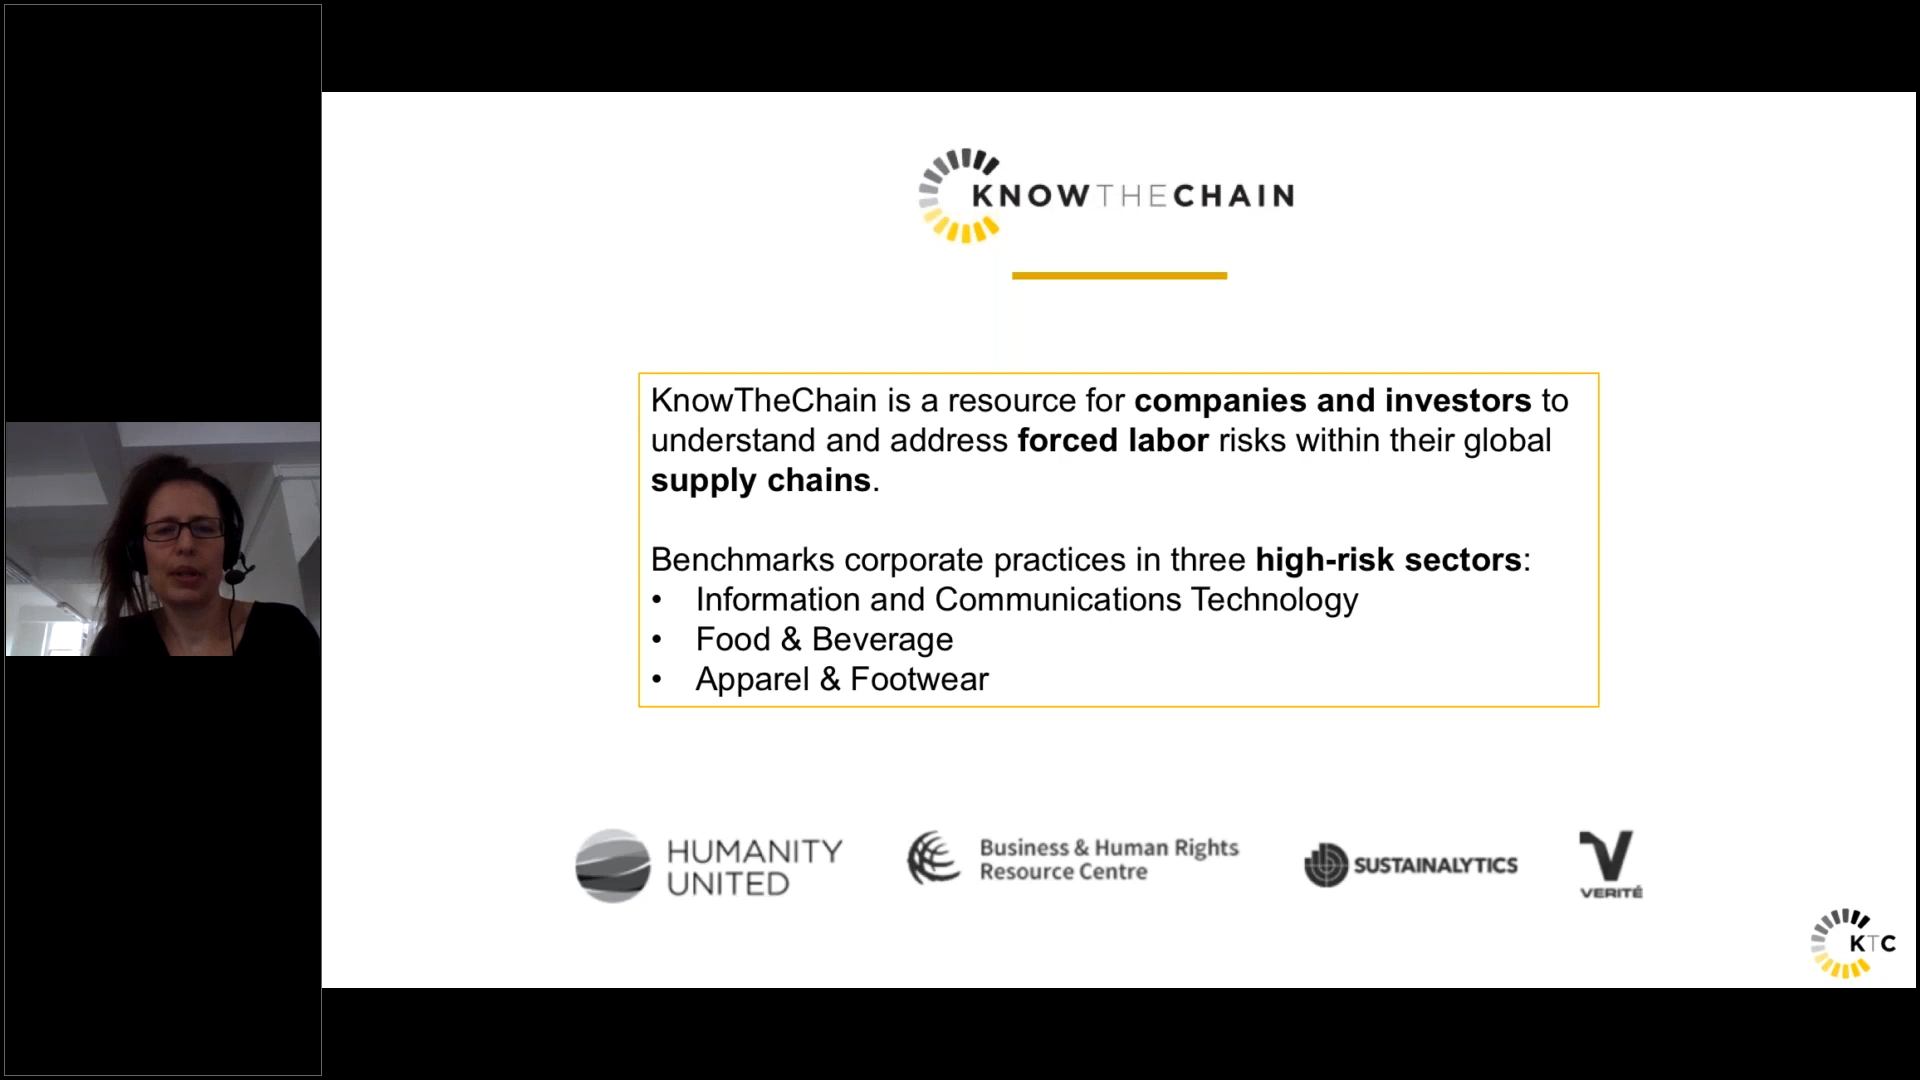 KNOWTHECHAIN
KnowTheChain is a resource for companies and investors to
understand and address forced labor risks within their global
supply chains.
Benchmarks corporate practices in three high-risk sectors:
• Information and Communications Technology
• Food & Beverage
• Apparel & Footwear
HUMANITY
UNITED
Business & Human Rights
Resource Centre
SUSTAINALYTICS
VERITÉ
KTC